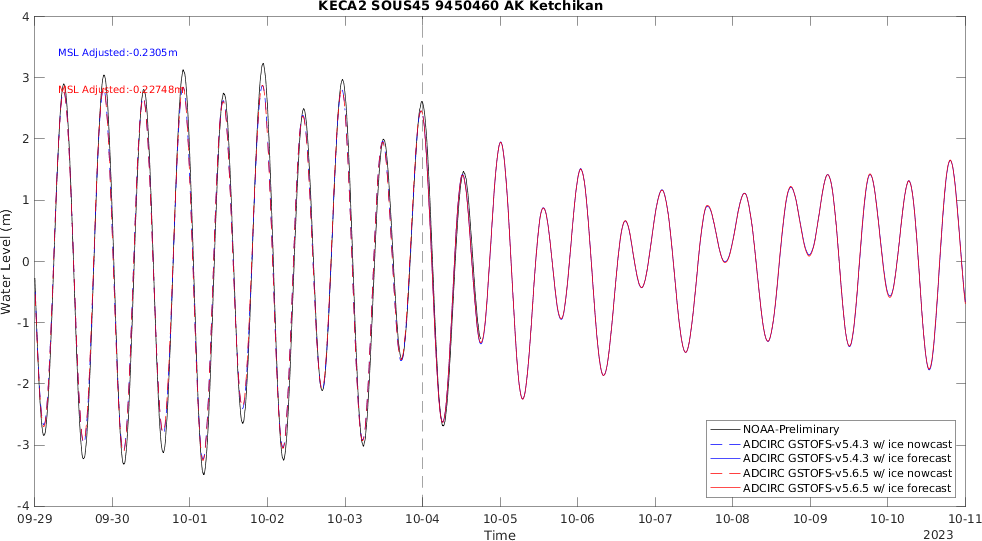 KECA2 SOUS45 9450460 AK Ketchikan
MSL Adjusted:-0.2305m
MSL Adjusted:-0.22748m
Water Level (m)
4
3
2
1
0
-1
-2
-3
-4
NOAA-Preliminary
ADCIRC GSTOFS-v5.4.3 w/ ice nowcast
ADCIRC GSTOFS-v5.4.3 w/ ice forecast
ADCIRC GSTOFS-v5.6.5 w/ ice nowcast
ADCIRC GSTOFS-v5.6.5 w/ ice forecast
09-29 09-30 10-01 10-02 10-03 10-04 10-05 10-06 10-07 10-08 10-09 10-10 10-11
Time
2023